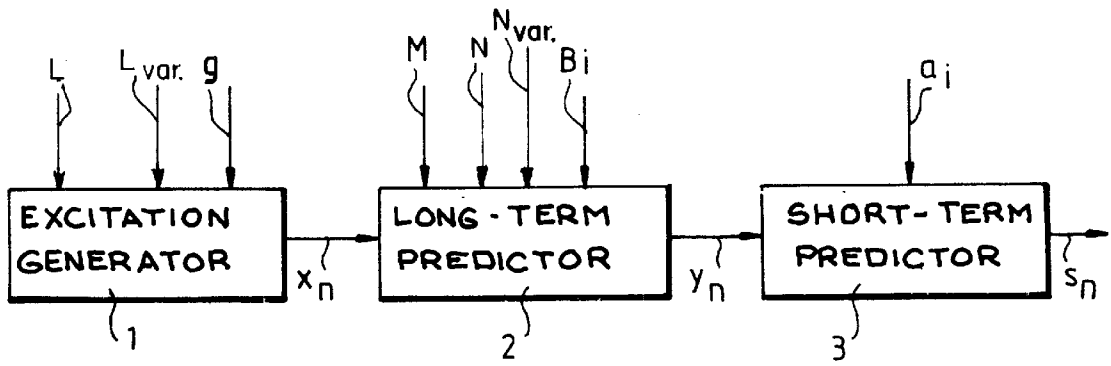 L
L var.
g
M
N
N var.
Bi
ai
EXCITATION
GENERATOR
LONG-TERM
PREDICTOR
SHORT-TERM
PREDICTOR
xn
yn
sn
1
2
3